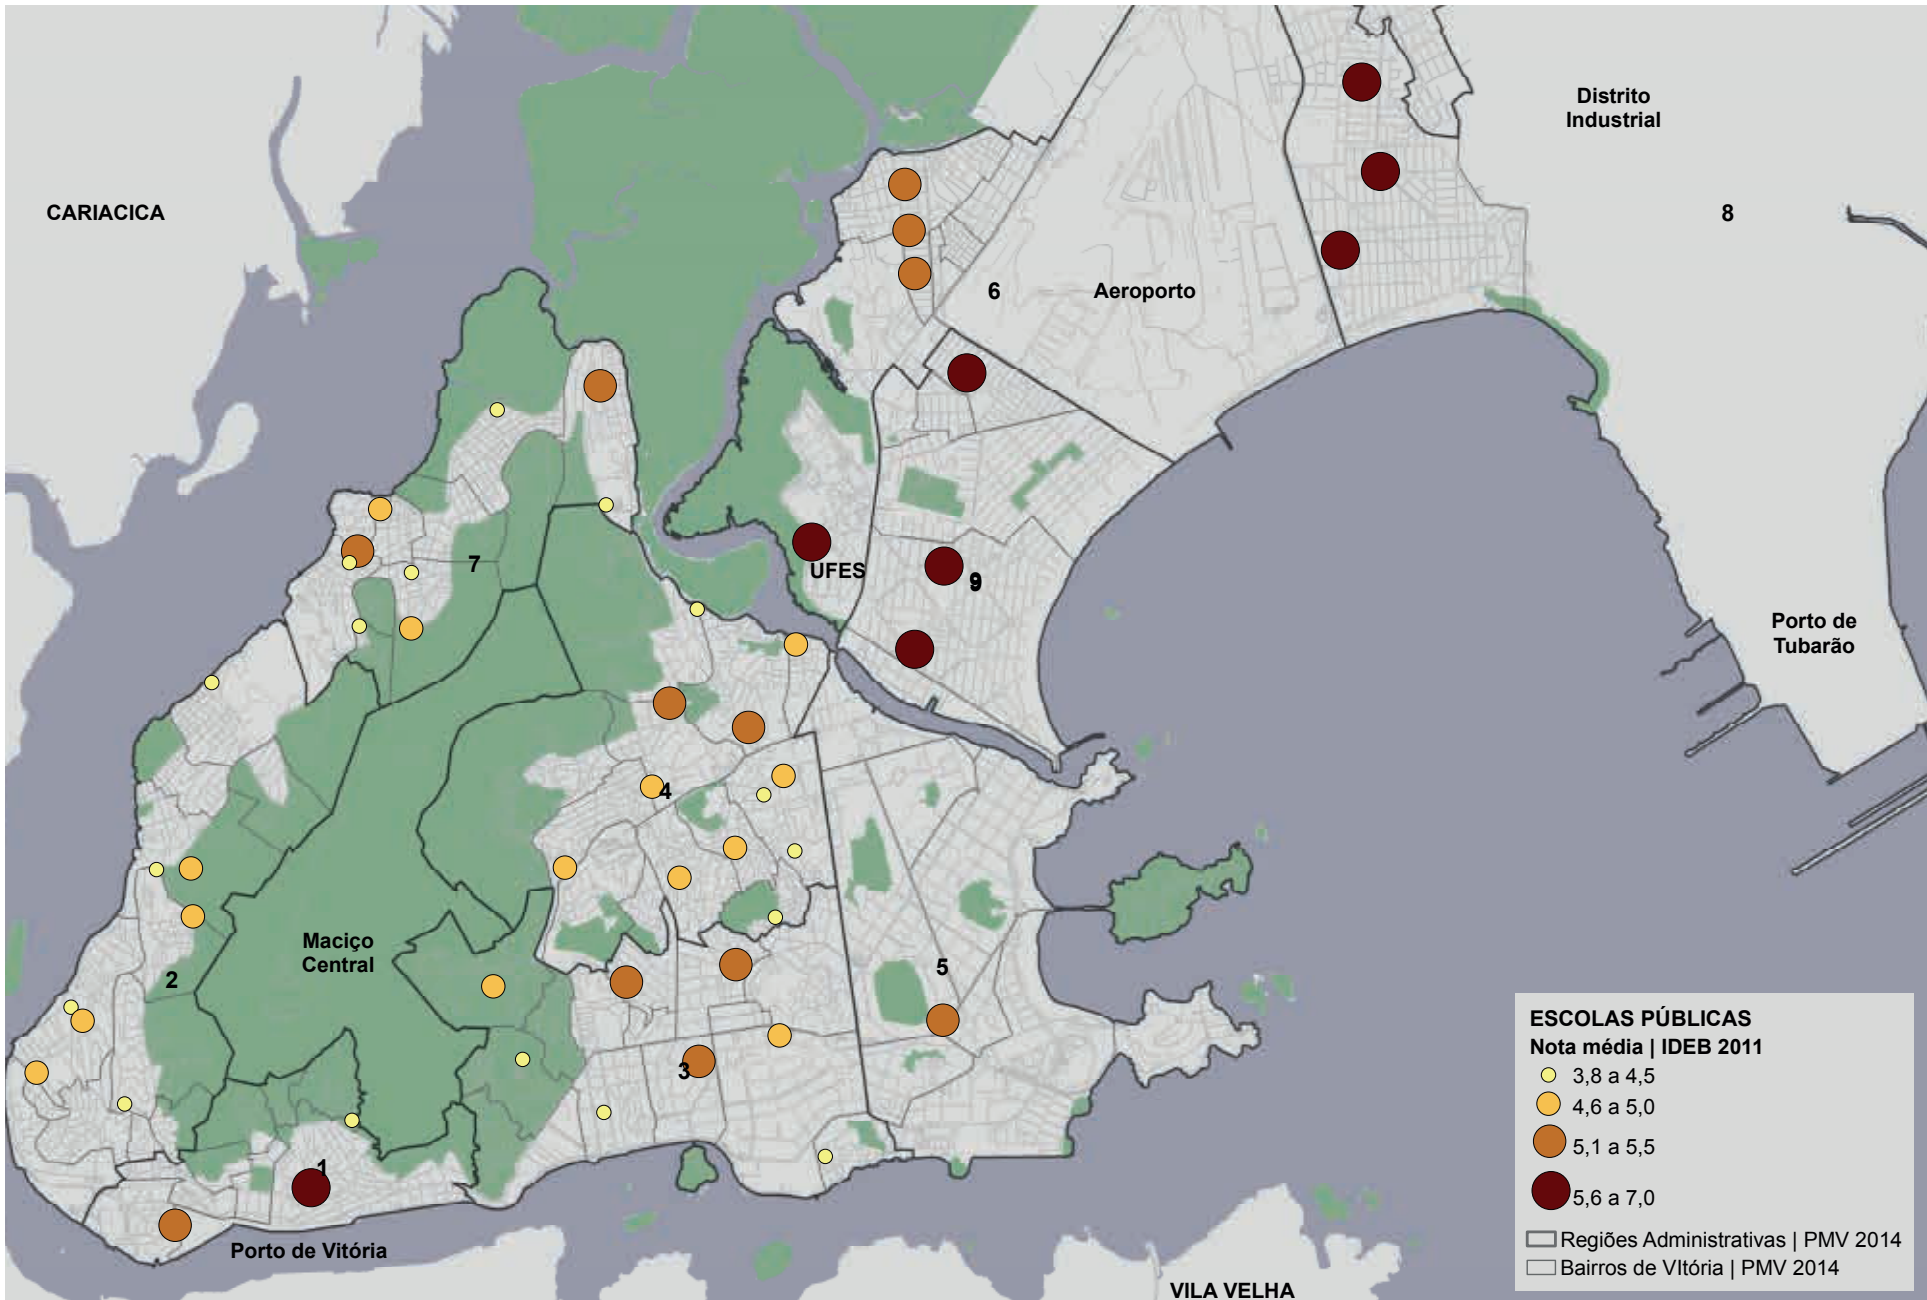 Distrito
Industrial
CARIACICA
8
6
Aeroporto
7
UFES
9
Porto de
Tubarão
4
Maciço
Central
2
5
3
1
Porto de Vitória
VILA VELHA
ESCOLAS PÚBLICAS
Nota média | IDEB 2011
3,8 a 4,5
4,6 a 5,0
5,1 a 5,5
5,6 a 7,0
Regiões Administrativas | PMV 2014
Bairros de VItória | PMV 2014